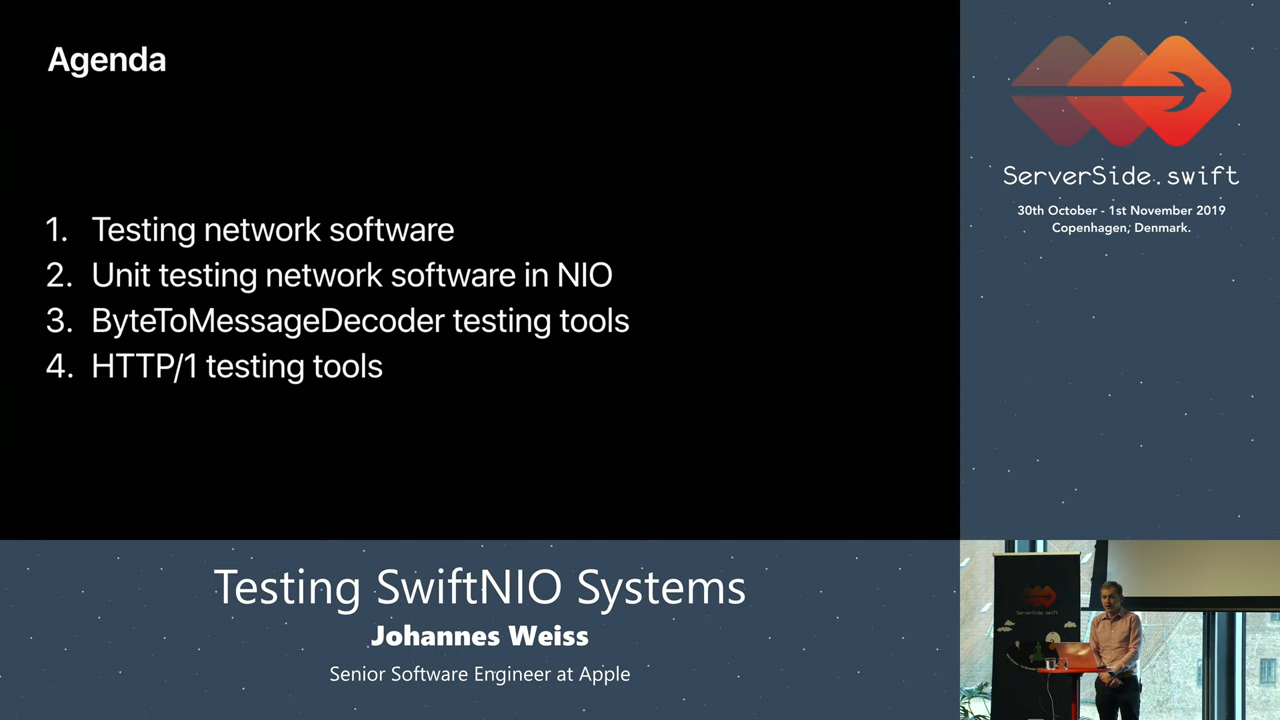 Agenda
1. Testing network software
2. Unit testing network software in NIO
3. ByteToMessageDecoder testing tools
4. HTTP/1 testing tools
ServerSide.swift
30th October - 1st November 2019
Copenhagen, Denmark.
Testing SwiftNIO Systems
Johannes Weiss
Senior Software Engineer at Apple
ServerSide.swift